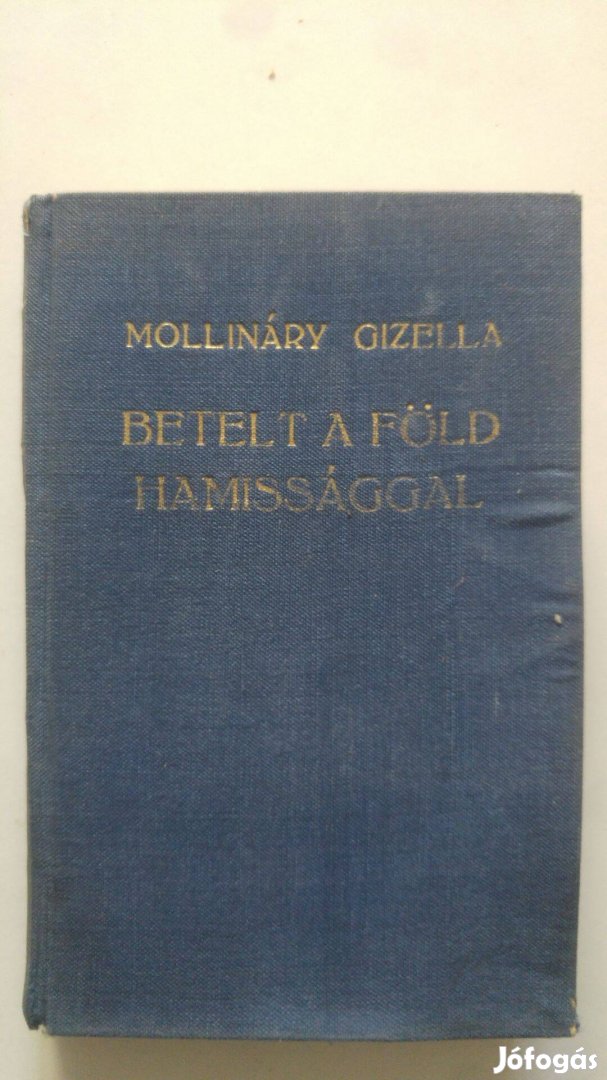 MOLLINÁRY GIZELLA
BETELT A FÖLD
HAMISSÁGGAL
Jófogás